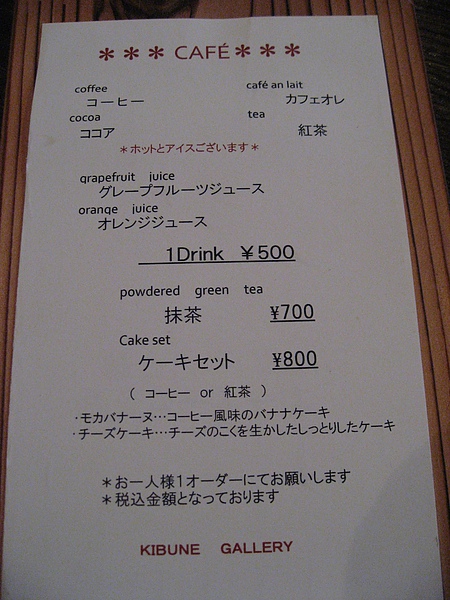 ＊＊＊ CAFÉ＊＊＊
coffee café an lait
コーヒー カフェオレ
cocoa tea
ココア 紅茶
＊ホットとアイスございます＊
grapefruit juice
グレープフルーツジュース
orange juice
オレンジジュース
1Drink ￥500
powdered green tea
抹茶 ¥700
Cake set
ケーキセット ¥800
（ コーヒー or 紅茶 ）
・モカバナーヌ…コーヒー風味のバナナケーキ
・チーズケーキ…チーズのこくを生かしたしっとりしたケーキ
＊お一人様１オーダーにてお願いします
＊税込金額となっております
KIBUNE GALLERY